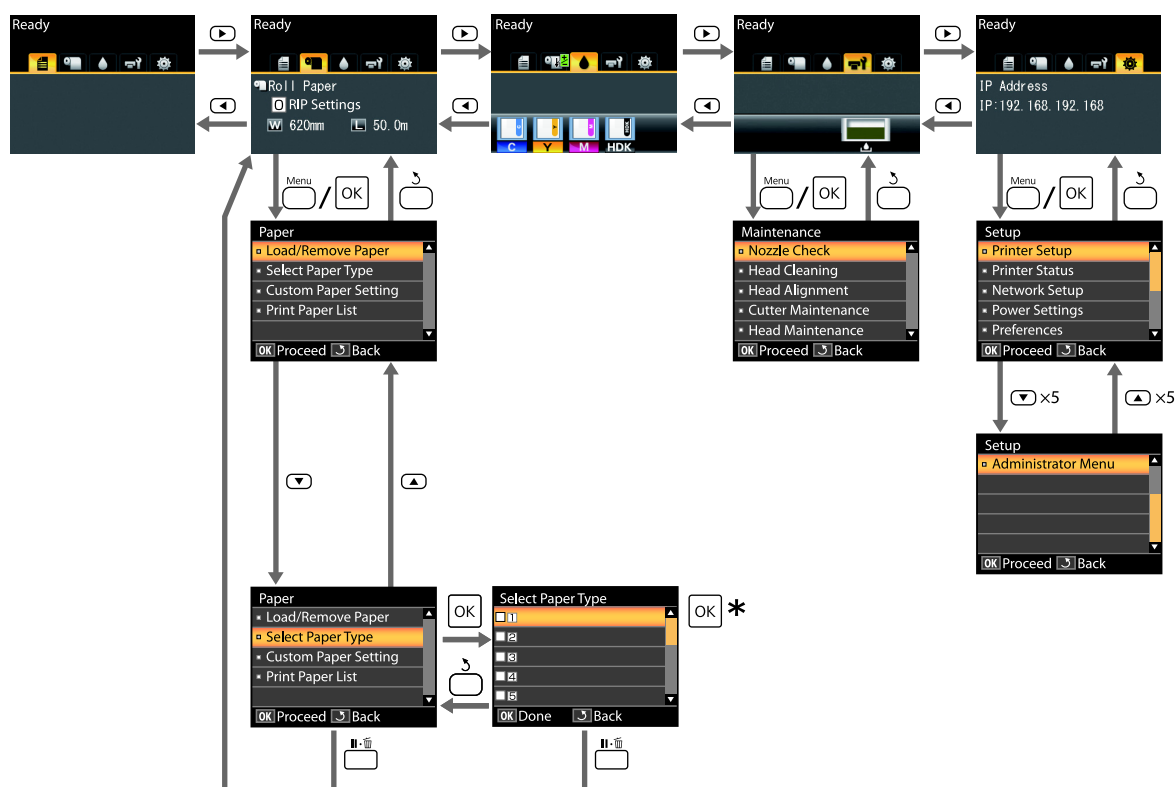 Ready
Ready
Ready
Ready
Ready
Roll Paper
0 RIP Settings
W 620mm L 50.0m
C Y M HDK
IP Address
IP:192.168.192.168
Menu / OK
Menu / OK
Menu / OK
Paper
Load/Remove Paper
Select Paper Type
Custom Paper Setting
Print Paper List
OK Proceed Back
Maintenance
Nozzle Check
Head Cleaning
Head Alignment
Cutter Maintenance
Head Maintenance
OK Proceed Back
Setup
Printer Setup
Printer Status
Network Setup
Power Settings
Preferences
OK Proceed Back
×5
×5
Setup
Administrator Menu
OK Proceed Back
Paper
Load/Remove Paper
Select Paper Type
Custom Paper Setting
Print Paper List
OK Proceed Back
OK
Select Paper Type
1
2
3
4
5
OK Done Back
OK *